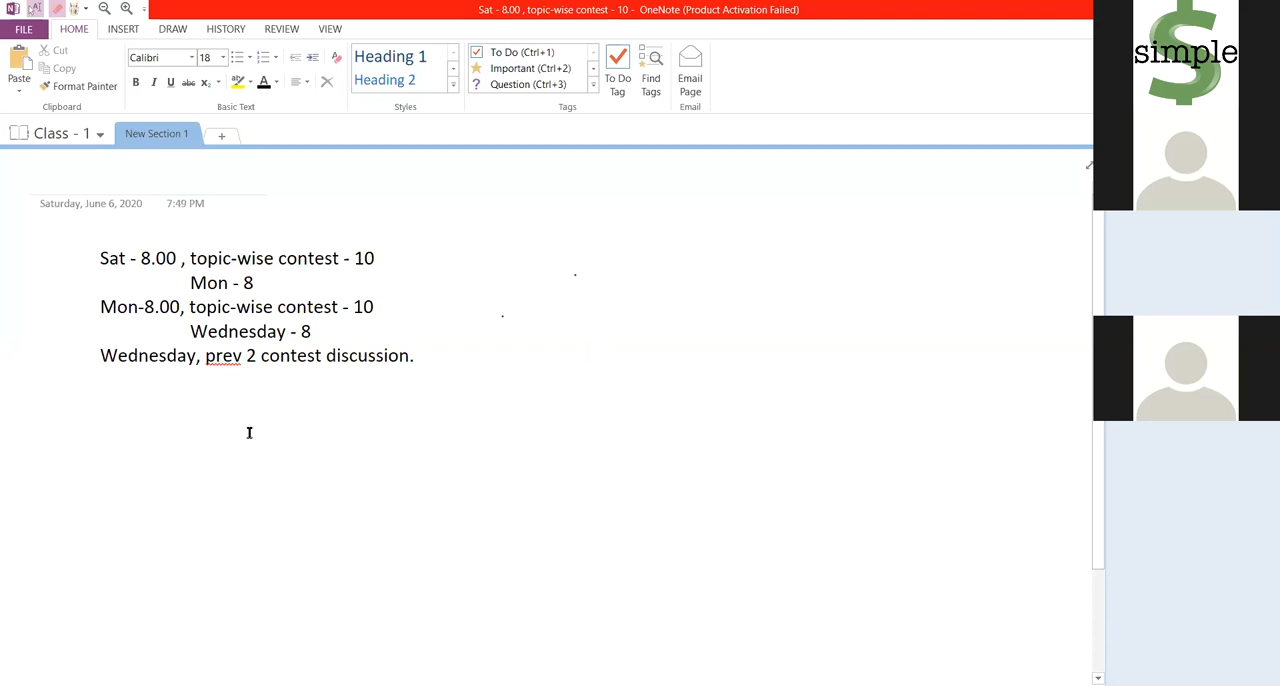 Sat - 8.00 , topic-wise contest - 10 - OneNote (Product Activation Failed)
FILE HOME INSERT DRAW HISTORY REVIEW VIEW
Paste
Cut
Copy
Format Painter
Clipboard
Calibri 18
B I U abc X₂ ab A
Basic Text
Heading 1
Heading 2
Styles
To Do (Ctrl+1)
Important (Ctrl+2)
Question (Ctrl+3)
To Do Tag
Find Tags
Tags
Email Page
Email
simple
Class - 1 New Section 1 +
Saturday, June 6, 2020 7:49 PM
Sat - 8.00 , topic-wise contest - 10
Mon - 8
Mon-8.00, topic-wise contest - 10
Wednesday - 8
Wednesday, prev 2 contest discussion.